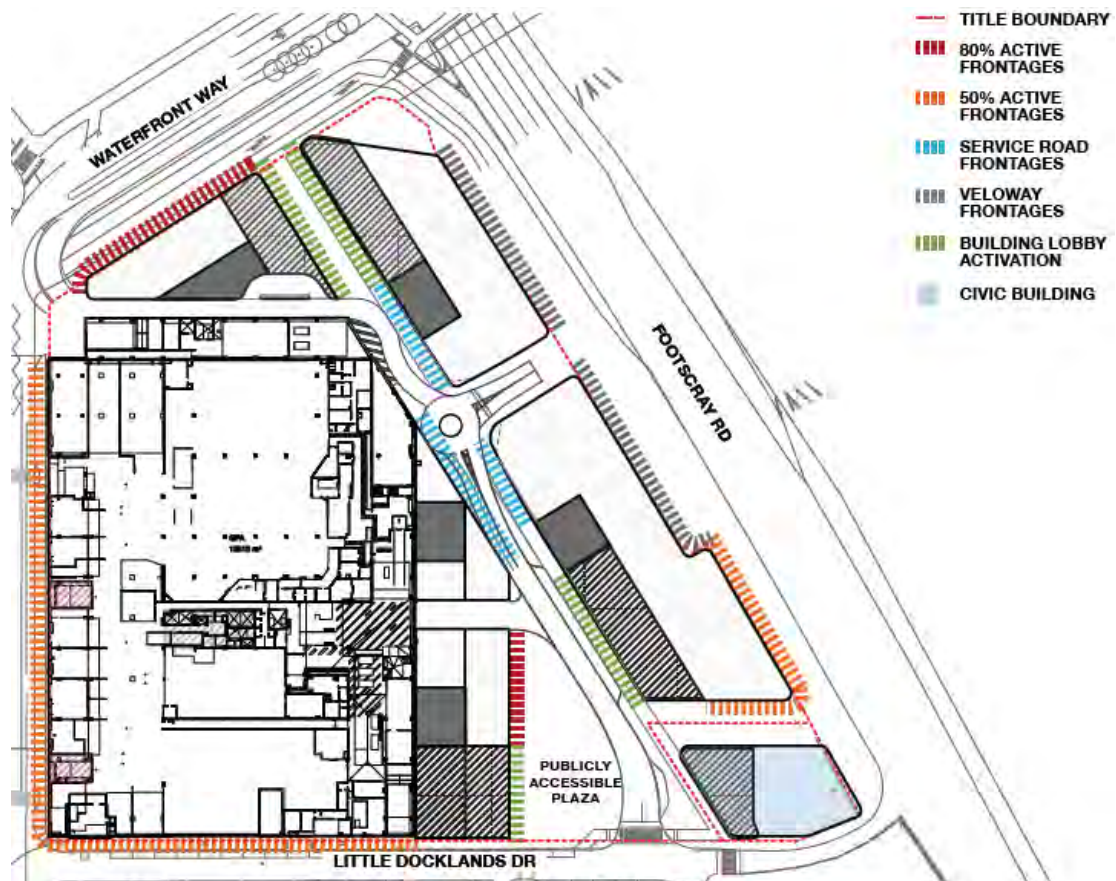 TITLE BOUNDARY
80% ACTIVE
FRONTAGES
50% ACTIVE
FRONTAGES
SERVICE ROAD
FRONTAGES
VELOWAY
FRONTAGES
BUILDING LOBBY
ACTIVATION
CIVIC BUILDING
WATERFRONT WAY
FOOTSCRAY RD
PUBLICLY
ACCESSIBLE
PLAZA
LITTLE DOCKLANDS DR